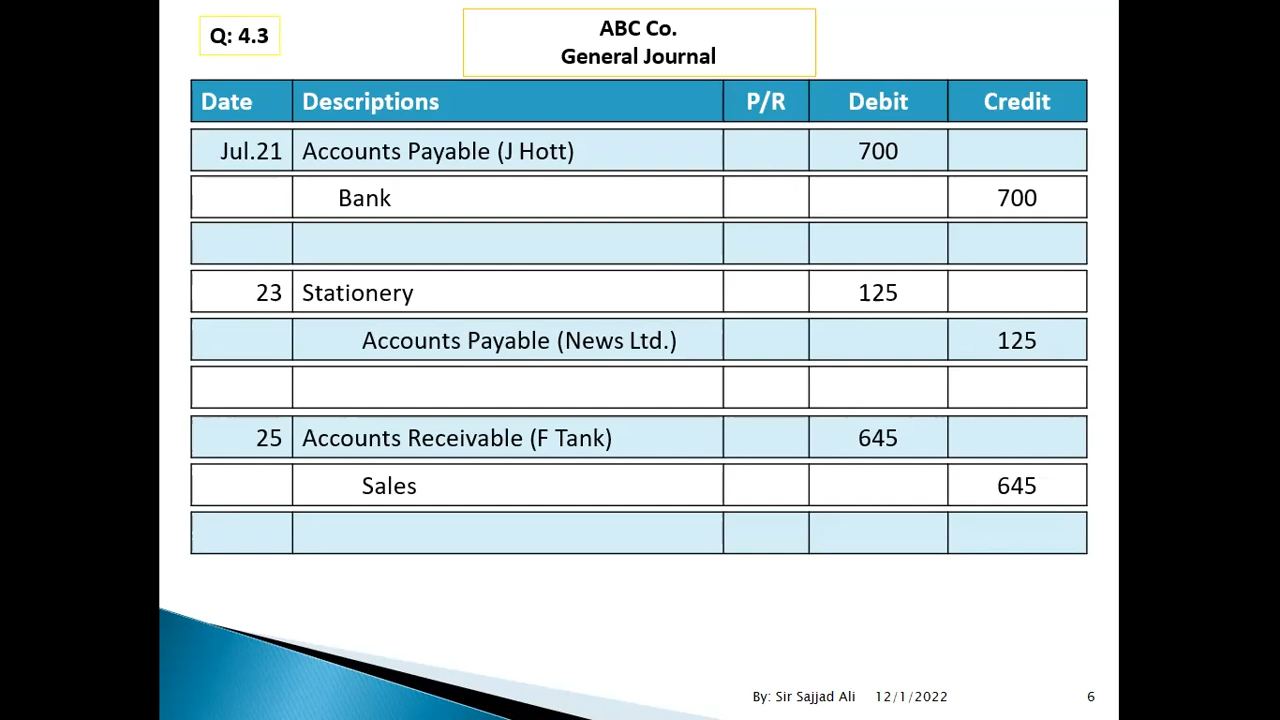 Q: 4.3
ABC Co.
General Journal
Date Descriptions P/R Debit Credit
Jul.21 Accounts Payable (J Hott) 700
Bank 700
23 Stationery 125
Accounts Payable (News Ltd.) 125
25 Accounts Receivable (F Tank) 645
Sales 645
By: Sir Sajjad Ali 12/1/2022 6